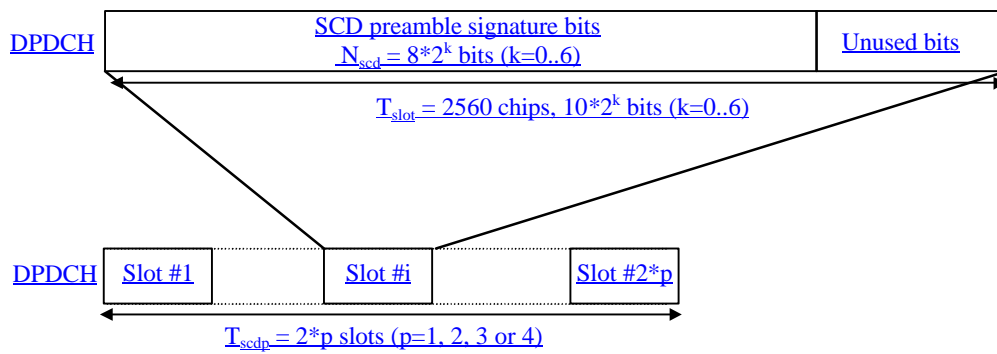 SCD preamble signature bits
DPDCH
N_scd = 8*2^k bits (k=0..6)
Unused bits
T_slot = 2560 chips, 10*2^k bits (k=0..6)
DPDCH
Slot #1
Slot #i
Slot #2*p
T_scdp = 2*p slots (p=1, 2, 3 or 4)